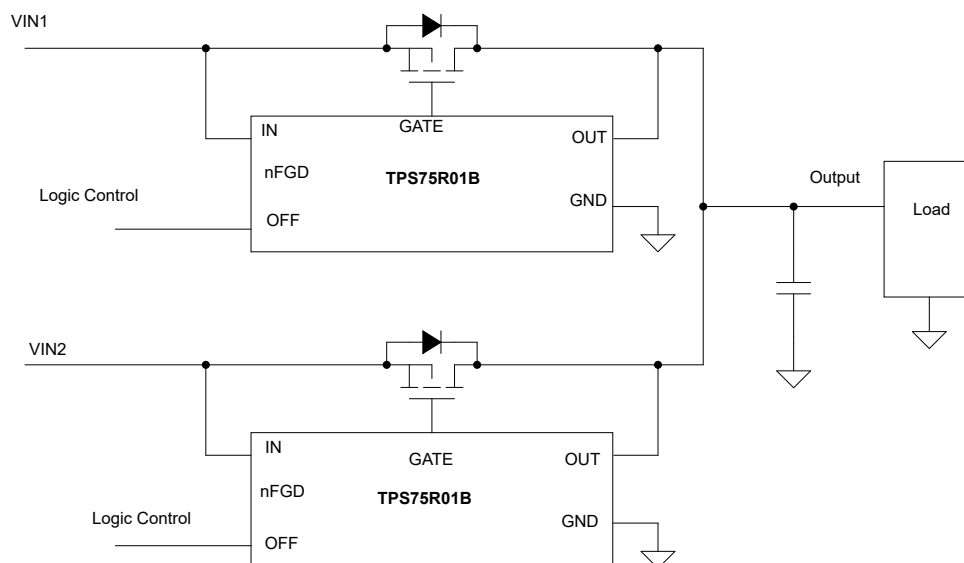 VIN1
IN
GATE
OUT
nFGD
TPS75R01B
Logic Control
GND
OFF
Output
Load
VIN2
IN
GATE
OUT
nFGD
TPS75R01B
Logic Control
GND
OFF